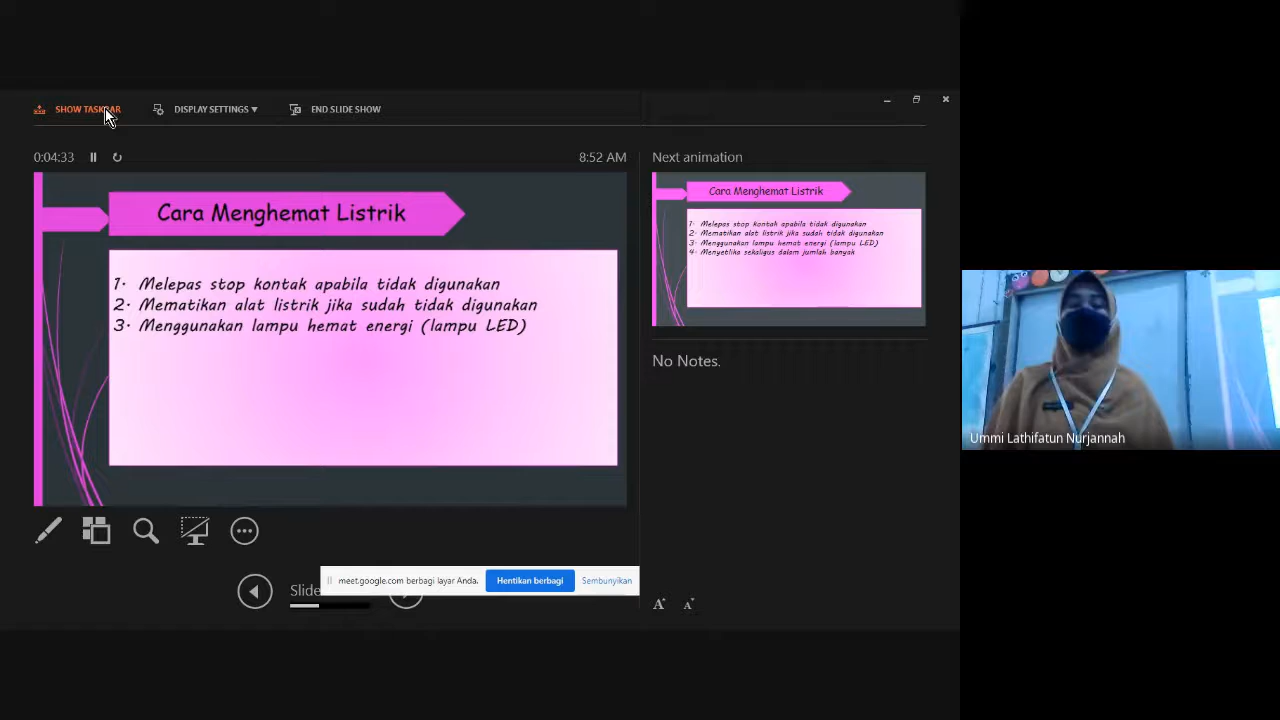 SHOW TASKBAR
DISPLAY SETTINGS
END SLIDE SHOW
0:04:33
8:52 AM
Next animation
Cara Menghemat Listrik
1. Melepas stop kontak apabila tidak digunakan
2. Mematikan alat listrik jika sudah tidak digunakan
3. Menggunakan lampu hemat energi (lampu LED)
Cara Menghemat Listrik
1. Melepas stop kontak apabila tidak digunakan
2. Mematikan alat listrik jika sudah tidak digunakan
3. Menggunakan lampu hemat energi (lampu LED)
4. Menyetlika sekaligus dalam jumlah banyak
No Notes.
Ummi Lathifatun Nurjannah
meet.google.com berbagi layar Anda.
Hentikan berbagi
Sembunyikan
Slide
A A